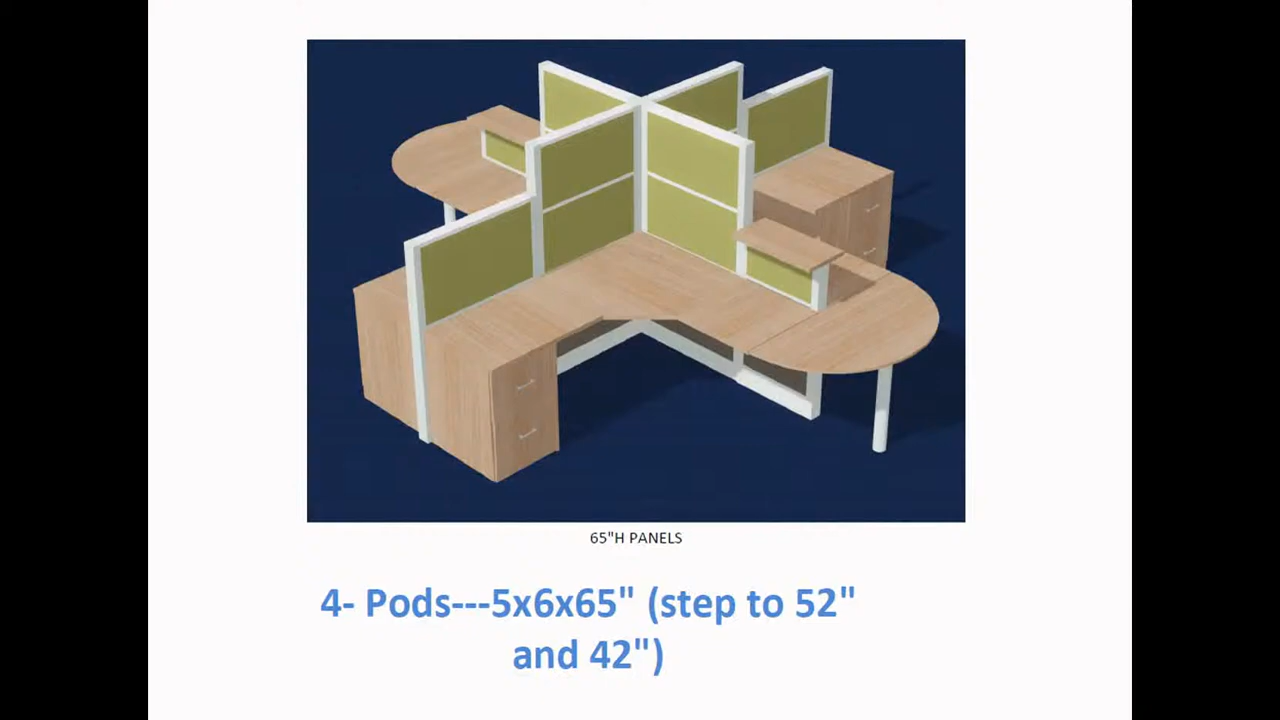 65"H PANELS
4- Pods---5x6x65" (step to 52"
and 42")